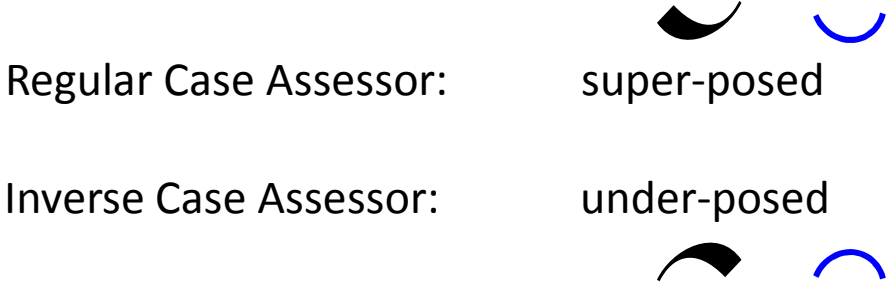 Regular Case Assessor: super-posed
Inverse Case Assessor: under-posed